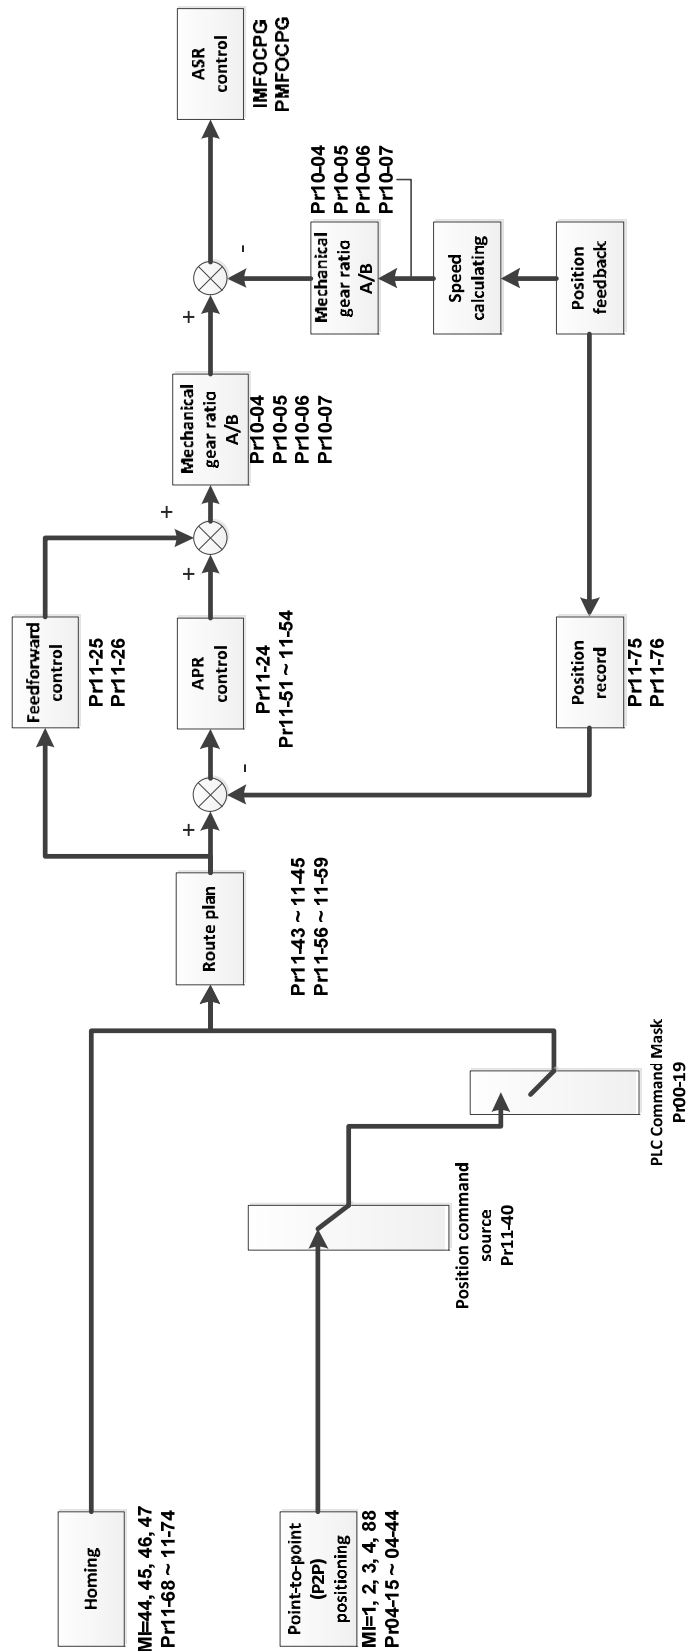 Homing
MI=44, 45, 46, 47
Pr11-68 ~ 11-74
Point-to-point
(P2P)
positioning
MI=1, 2, 3, 4, 88
Pr04-15 ~ 04-44
Position command
source
Pr11-40
PLC Command Mask
Pr00-19
Route plan
Pr11-43 ~ 11-45
Pr11-56 ~ 11-59
+
-
Feedforward
control
Pr11-25
Pr11-26
APR
control
Pr11-24
Pr11-51 ~ 11-54
Position
record
Pr11-75
Pr11-76
+
+
Mechanical
gear ratio
A/B
Pr10-04
Pr10-05
Pr10-06
Pr10-07
+
-
Mechanical
gear ratio
A/B
Pr10-04
Pr10-05
Pr10-06
Pr10-07
Speed
calculating
Position
feedback
ASR
control
IMFOCPG
PMFOCPG